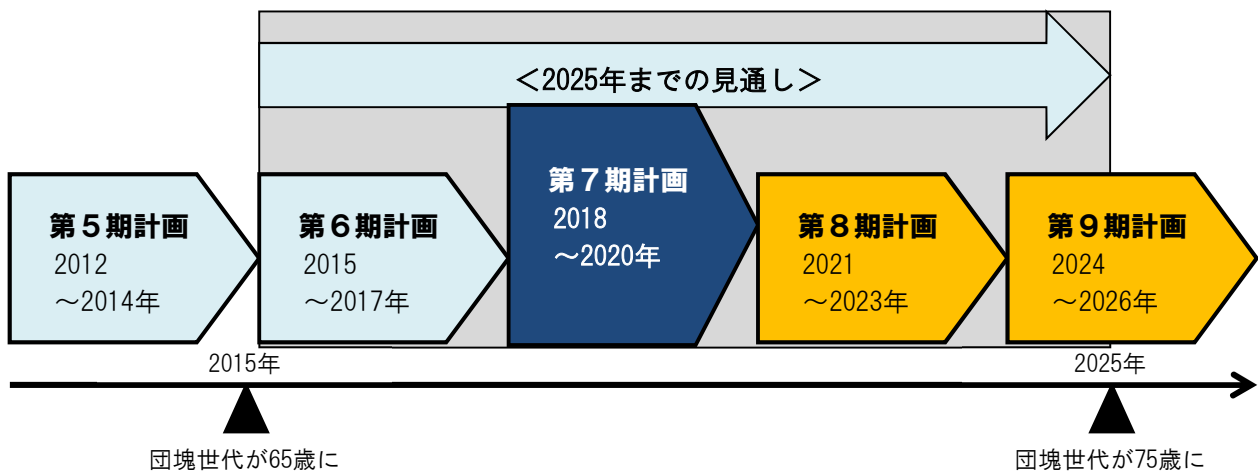 <2025年までの見通し>
第５期計画
2012
～2014年
第６期計画
2015
～2017年
第７期計画
2018
～2020年
第８期計画
2021
～2023年
第９期計画
2024
～2026年
2015年
2025年
団塊世代が65歳に
団塊世代が75歳に